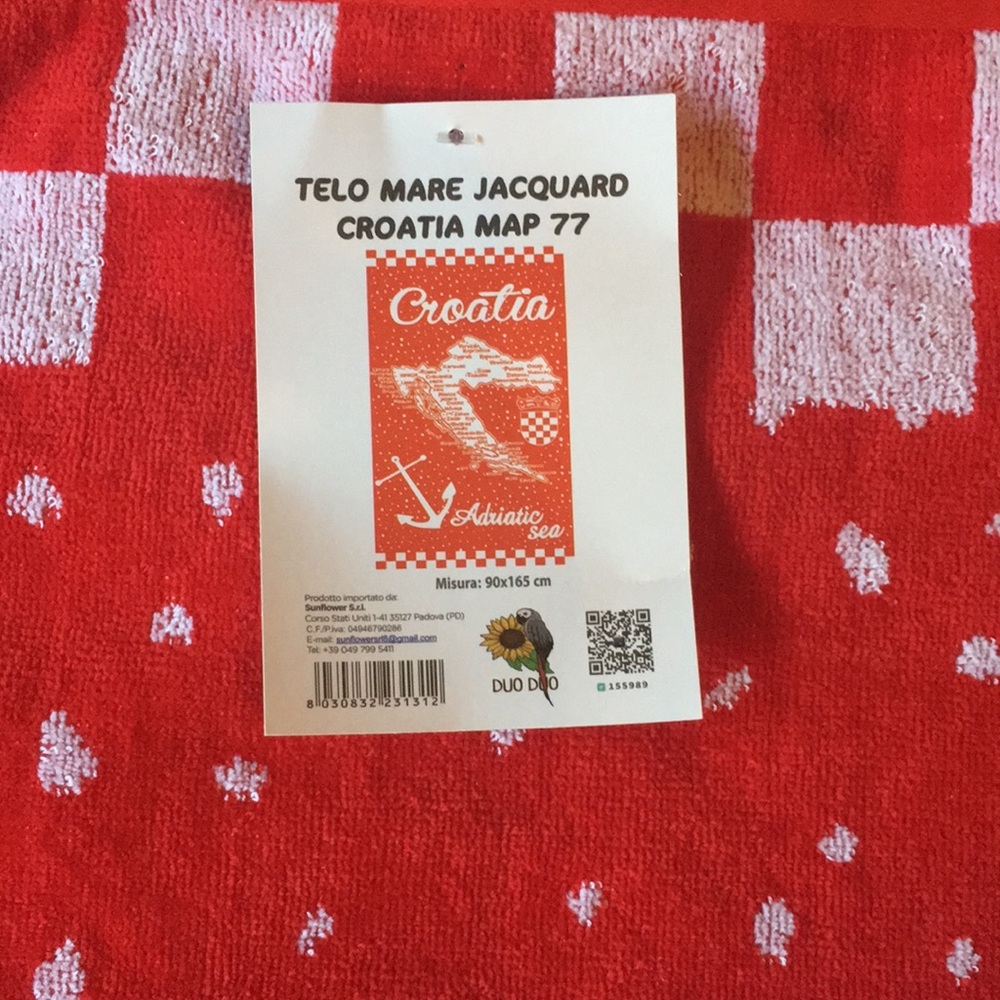 TELO MARE JACQUARD
CROATIA MAP 77
Croatia
Adriatic
sea
Misura: 90x165 cm
Prodotto importato da:
Sunflower S.r.l.
Corso Stati Uniti 1-41 35127 Padova (PD)
C.F./P.iva: 04946790286
E-mail: sunflowersrl8@gmail.com
Tel: +39 049 799 5411
8 030832 231312
DUO DUO
155989